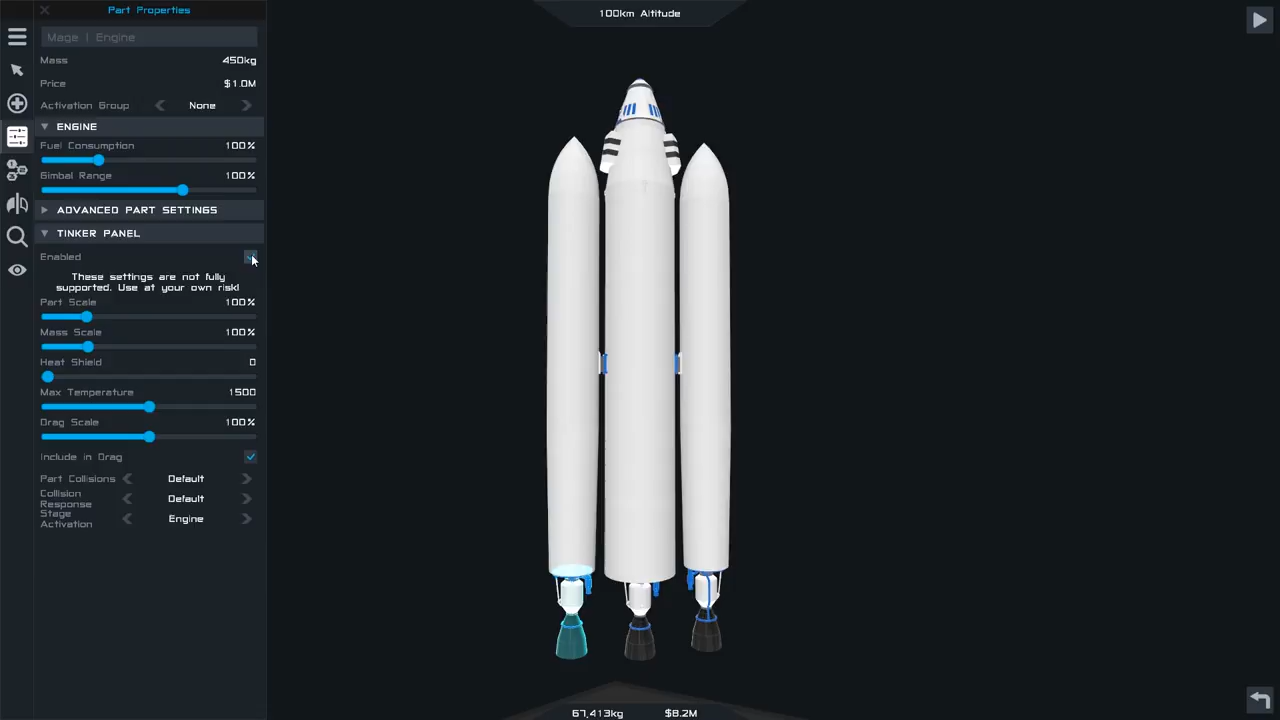 Part Properties
100km Altitude
Mage | Engine
Mass 450kg
Price $1.0M
Activation Group None
ENGINE
Fuel Consumption 100%
Gimbal Range 100%
ADVANCED PART SETTINGS
TINKER PANEL
Enabled
These settings are not fully
supported. Use at your own risk!
Part Scale 100%
Mass Scale 100%
Heat Shield 0
Max Temperature 1500
Drag Scale 100%
Include in Drag
Part Collisions Default
Collision
Response Default
Stage
Activation Engine
67,413kg $8.2M